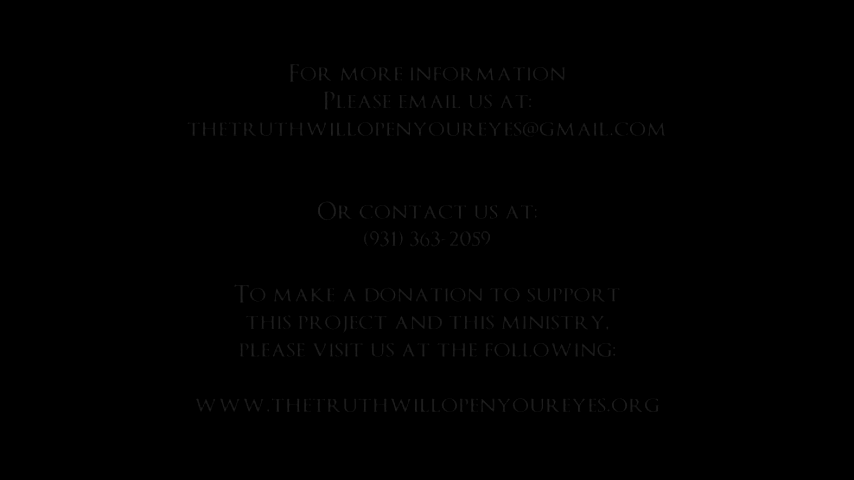 For more information
Please email us at:
thetruthwillopenyoureyes@gmail.com
Or contact us at:
(931) 363-2059
To make a donation to support
this project and this ministry,
please visit us at the following:
www.thetruthwillopenyoureyes.org